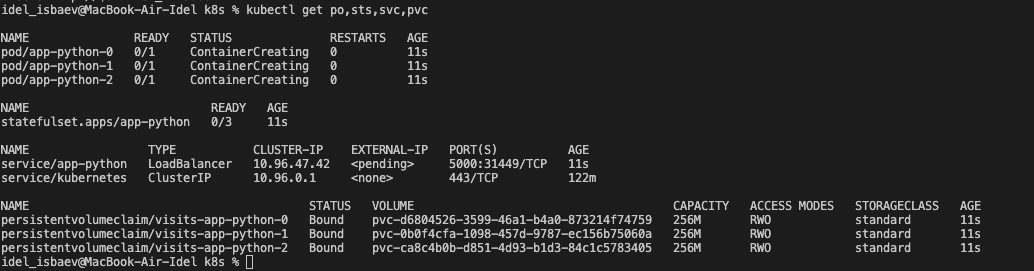 idel_isbaev@MacBook-Air-Idel k8s % kubectl get po,sts,svc,pvc
NAME READY STATUS RESTARTS AGE
pod/app-python-0 0/1 ContainerCreating 0 11s
pod/app-python-1 0/1 ContainerCreating 0 11s
pod/app-python-2 0/1 ContainerCreating 0 11s
NAME READY AGE
statefulset.apps/app-python 0/3 11s
NAME TYPE CLUSTER-IP EXTERNAL-IP PORT(S) AGE
service/app-python LoadBalancer 10.96.47.42 <pending> 5000:31449/TCP 11s
service/kubernetes ClusterIP 10.96.0.1 <none> 443/TCP 122m
NAME STATUS VOLUME CAPACITY ACCESS MODES STORAGECLASS AGE
persistentvolumeclaim/visits-app-python-0 Bound pvc-d6804526-3599-46a1-b4a0-873214f74759 256M RWO standard 11s
persistentvolumeclaim/visits-app-python-1 Bound pvc-0b0f4cfa-1098-457d-9787-ec156b75060a 256M RWO standard 11s
persistentvolumeclaim/visits-app-python-2 Bound pvc-ca8c4b0b-d851-4d93-b1d3-84c1c5783405 256M RWO standard 11s
idel_isbaev@MacBook-Air-Idel k8s %